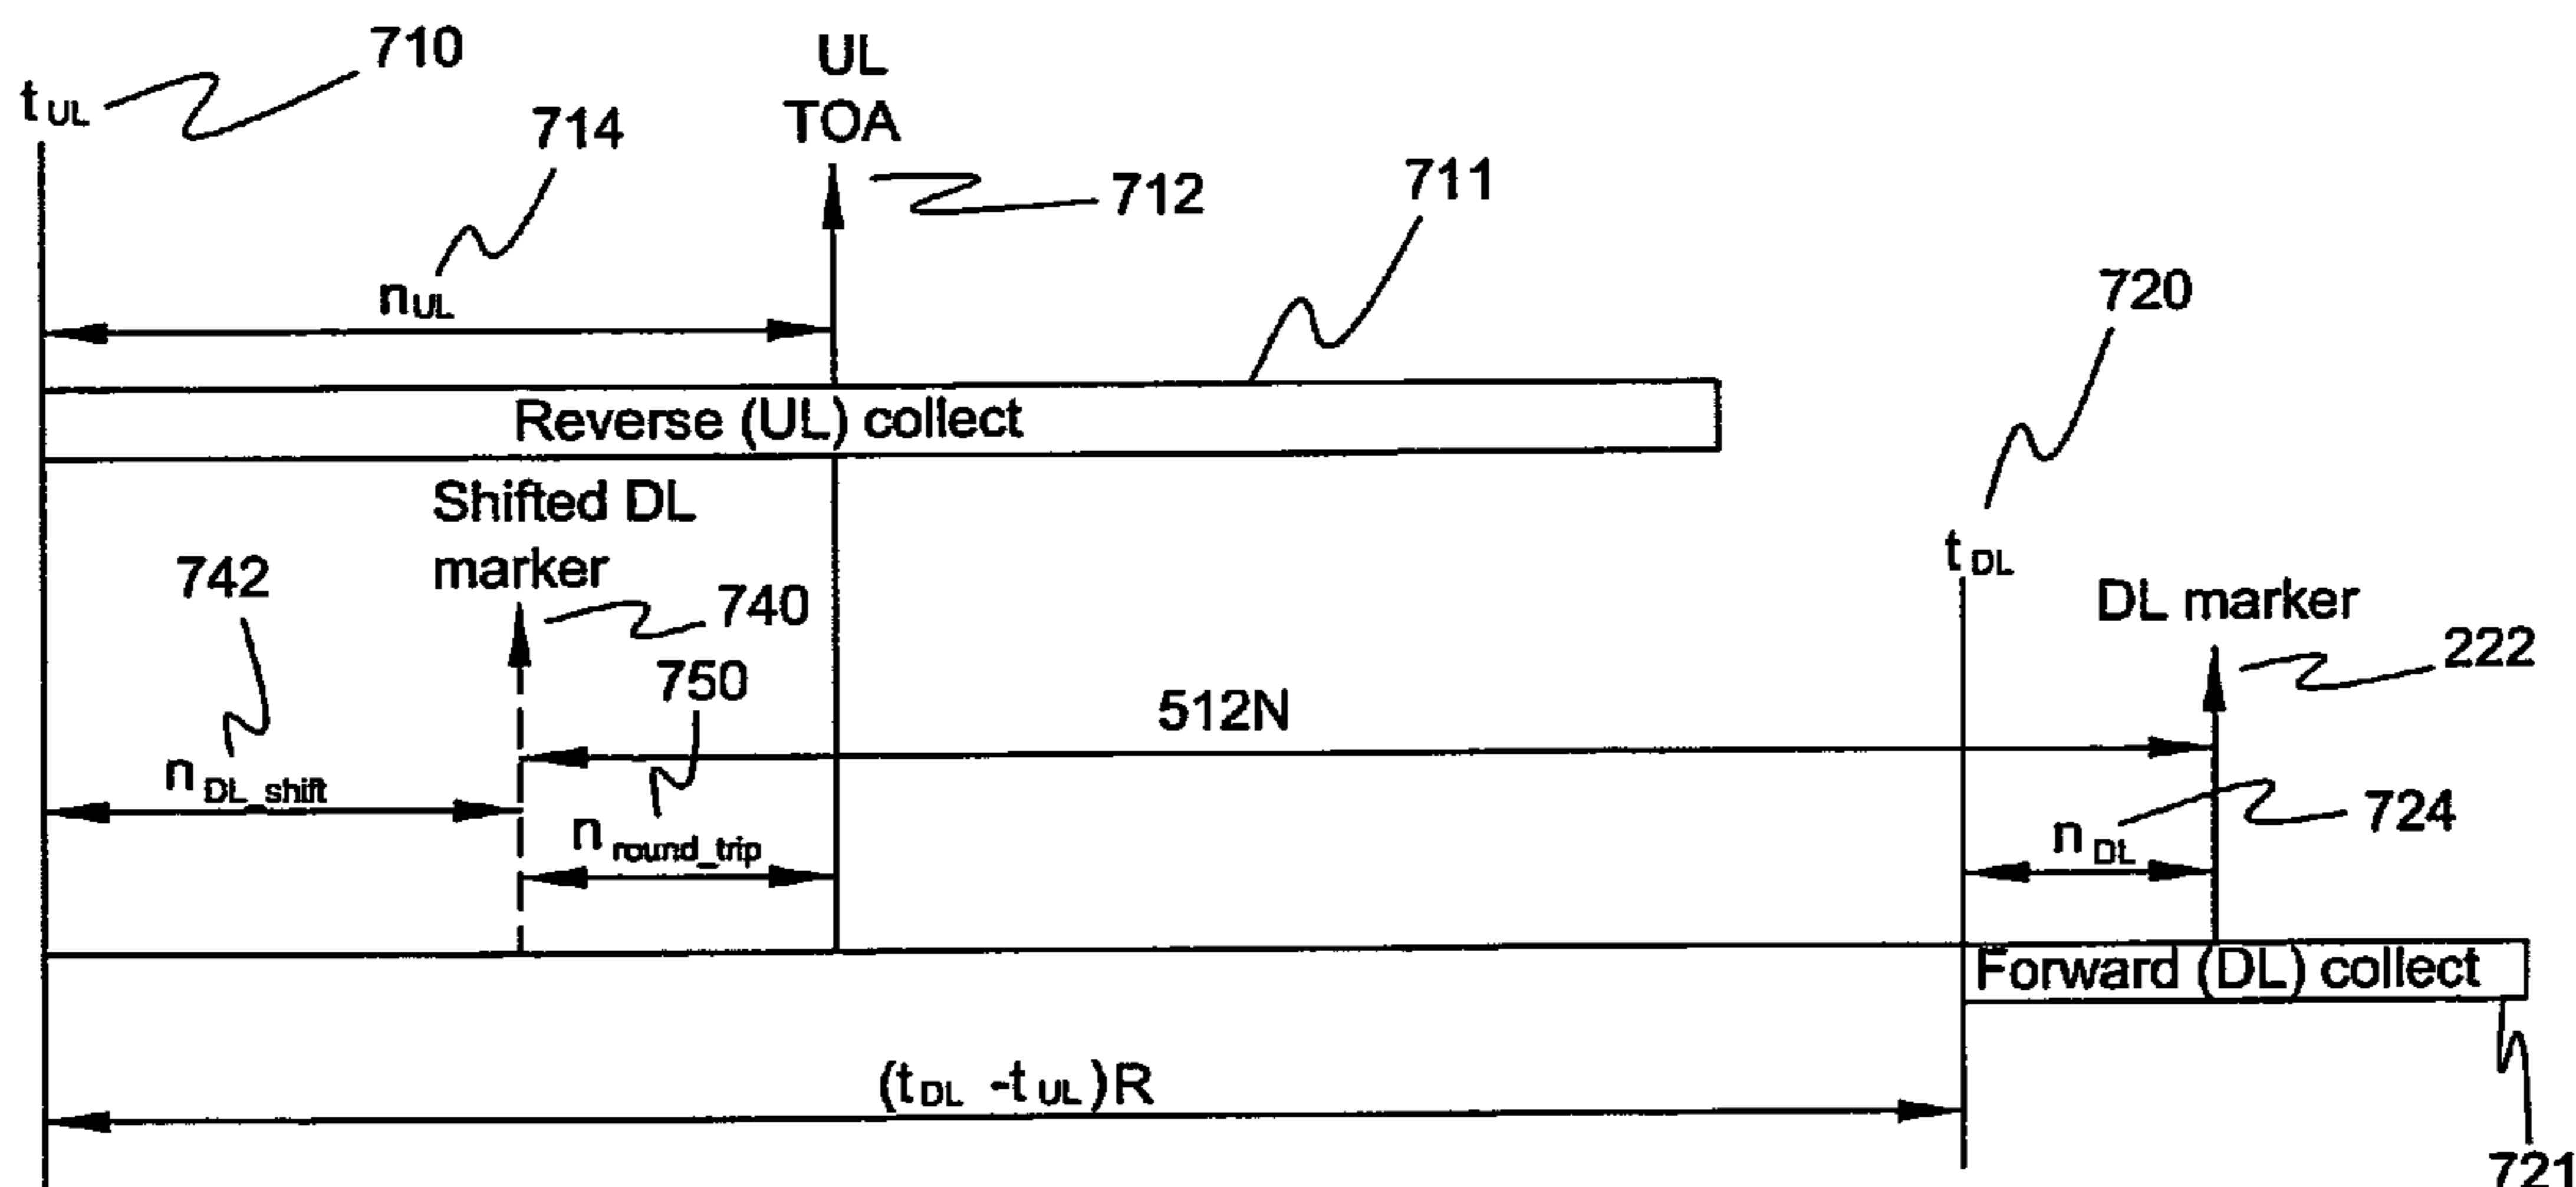 710
t UL
UL
TOA
714
712
711
n UL
720
Reverse (UL) collect
Shifted DL
marker
742
740
t DL
DL marker
222
750
512N
n DL_shift
724
n round_trip
n DL
Forward (DL) collect
(t DL -t UL)R
721